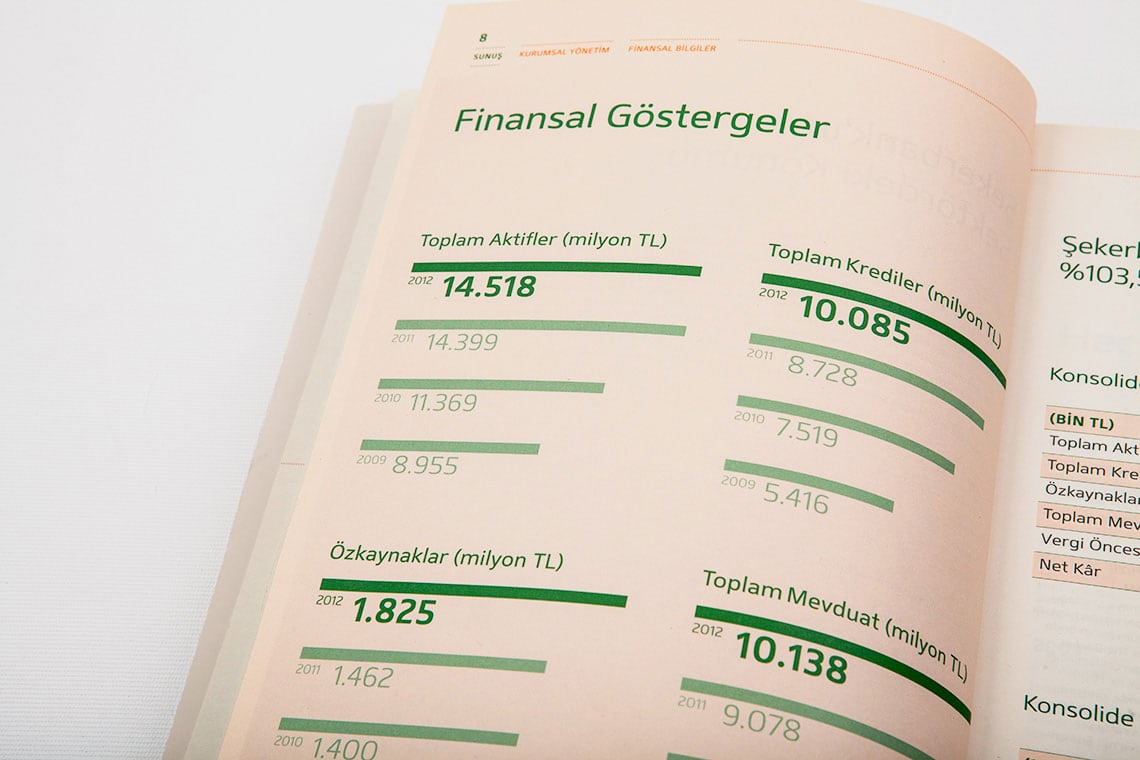 8
SUNUŞ KURUMSAL YÖNETİM FİNANSAL BİLGİLER
Finansal Göstergeler
Toplam Aktifler (milyon TL)
2012 14.518
2011 14.399
2010 11.369
2009 8.955
Toplam Krediler (milyon TL)
2012 10.085
2011 8.728
2010 7.519
2009 5.416
Özkaynaklar (milyon TL)
2012 1.825
2011 1.462
2010 1.400
Toplam Mevduat (milyon TL)
2012 10.138
2011 9.078
Şekerb
%103,5
Konsolide
(BİN TL)
Toplam Akt
Toplam Kre
Özkaynaklar
Toplam Mev
Vergi Önces
Net Kâr
Konsolide